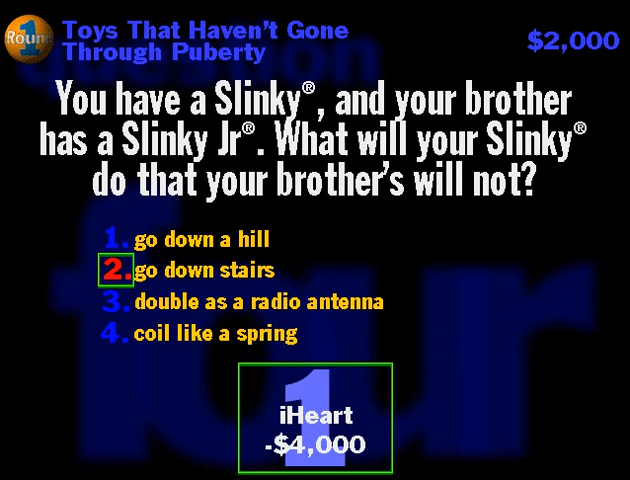 Round 1
Toys That Haven't Gone
Through Puberty
$2,000
You have a Slinky®, and your brother
has a Slinky Jr®. What will your Slinky®
do that your brother's will not?
1. go down a hill
2. go down stairs
3. double as a radio antenna
4. coil like a spring
1
iHeart
-$4,000
four